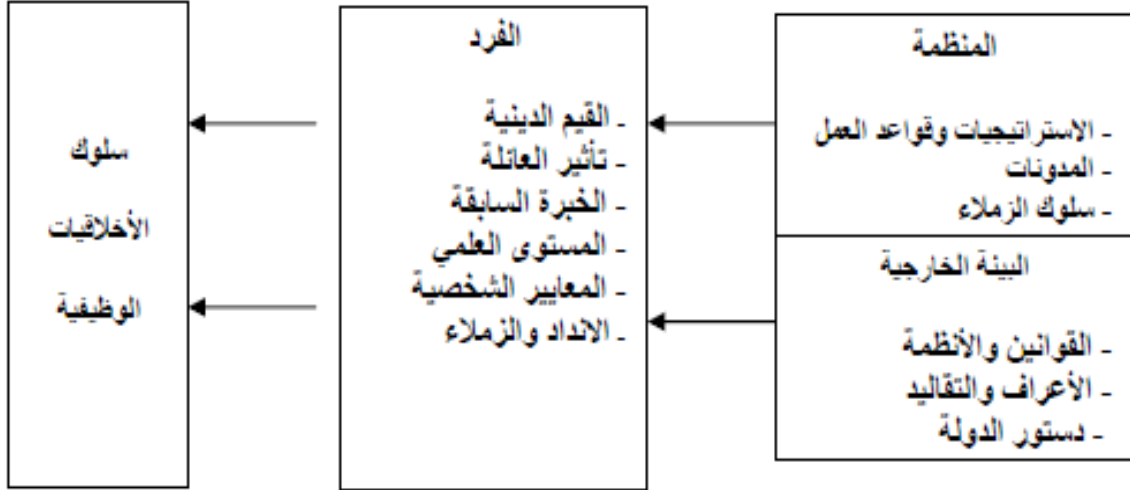 المنظمة
- الاستراتيجيات وقواعد العمل
- المدونات
- سلوك الزملاء
البيئة الخارجية
- القوانين والأنظمة
- الأعراف والتقاليد
- دستور الدولة
الفرد
- القيم الدينية
- تأثير العائلة
- الخبرة السابقة
- المستوى العلمي
- المعايير الشخصية
- الانداد والزملاء
سلوك
الأخلاقيات
الوظيفية